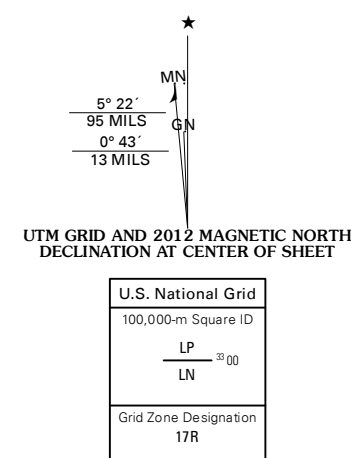 ★
MN
5° 22´
95 MILS
GN
0° 43´
13 MILS
UTM GRID AND 2012 MAGNETIC NORTH
DECLINATION AT CENTER OF SHEET
U.S. National Grid
100,000-m Square ID
LP
33 00
LN
Grid Zone Designation
17R